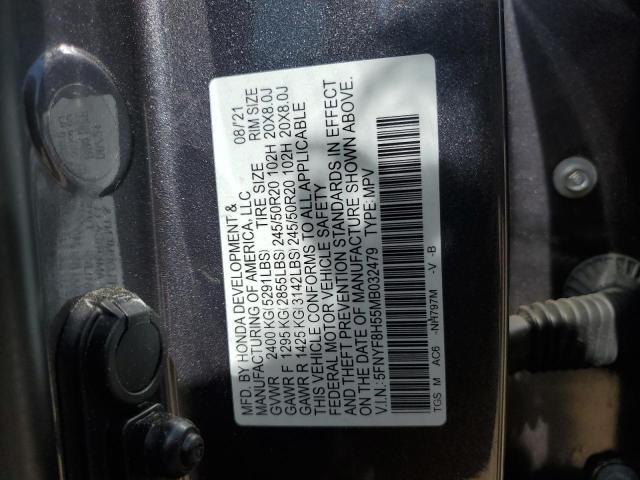 MFD. BY HONDA DEVELOPMENT &
MANUFACTURING OF AMERICA, LLC 08/21
GVWR 2400 KG(5291LBS) TIRE SIZE RIM SIZE
GAWR F 1295 KG(2855LBS) 245/50R20 102H 20X8.0J
GAWR R 1425 KG(3142LBS) 245/50R20 102H 20X8.0J
THIS VEHICLE CONFORMS TO ALL APPLICABLE
FEDERAL MOTOR VEHICLE SAFETY
AND THEFT PREVENTION STANDARDS IN EFFECT
ON THE DATE OF MANUFACTURE SHOWN ABOVE.
V.I.N.:5FNYF8H55MB032479 TYPE:MPV
TGS M AC6 -NH797M -V -B